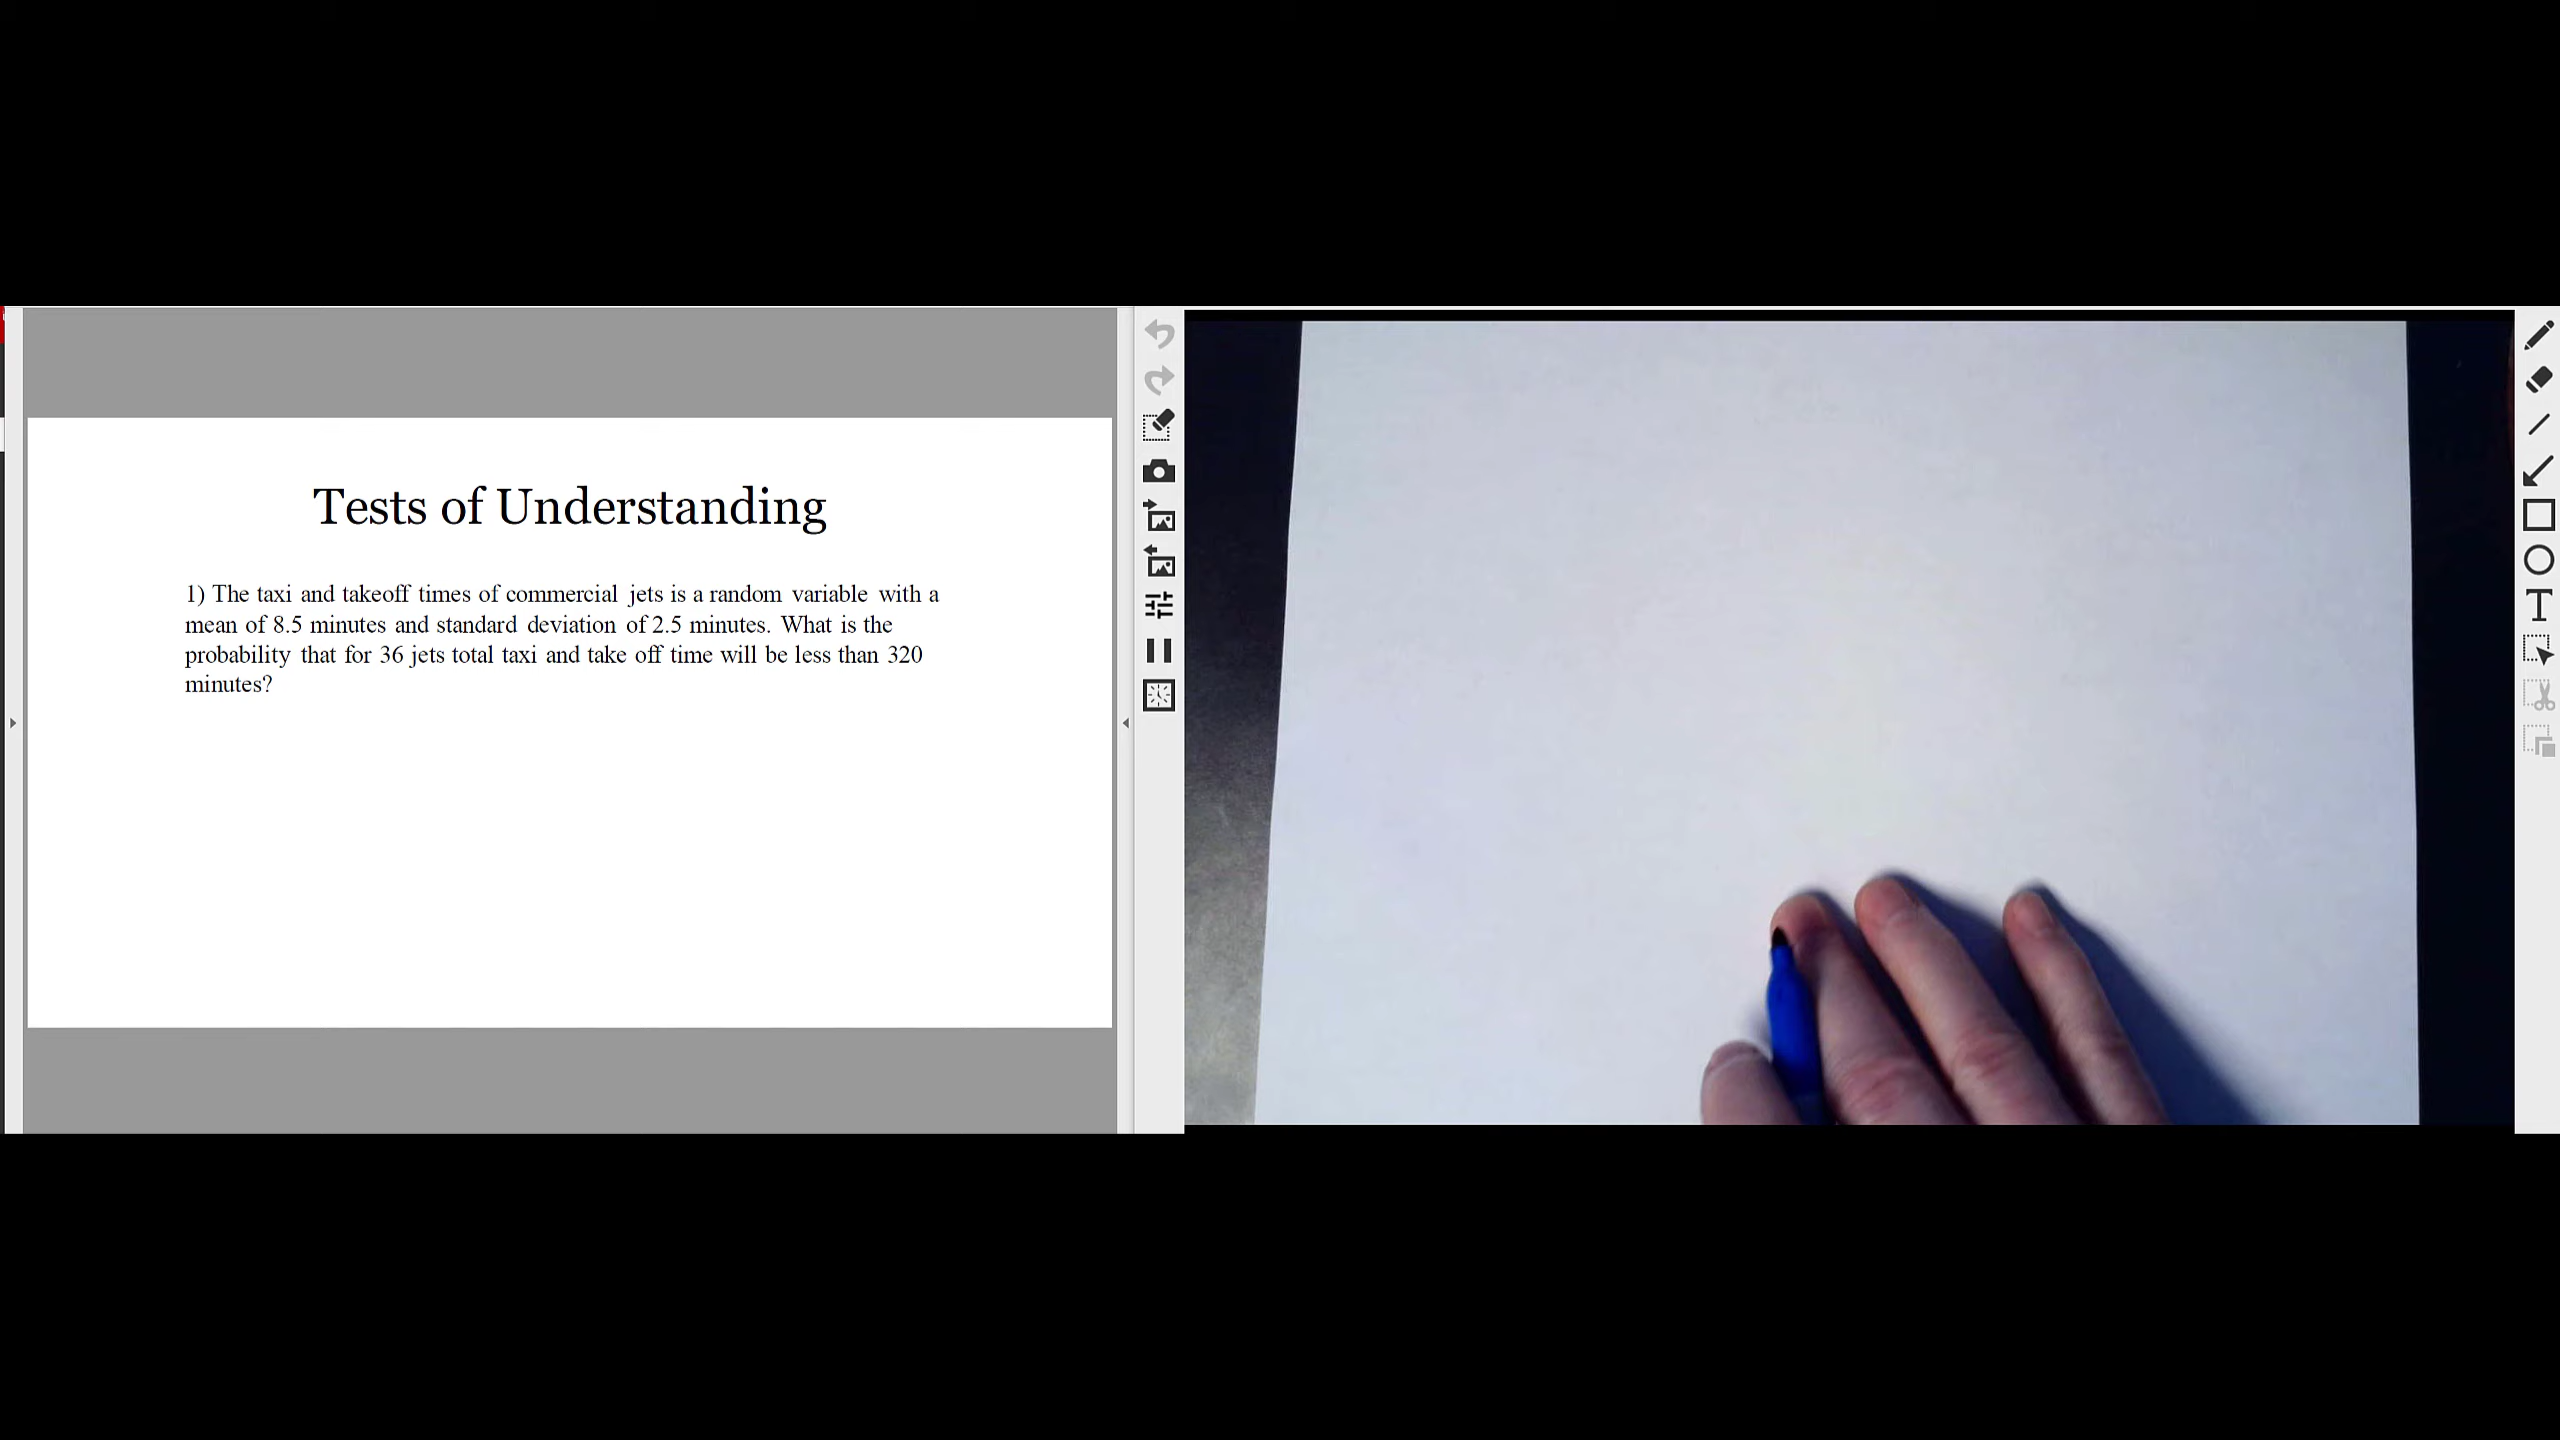 Tests of Understanding
1) The taxi and takeoff times of commercial jets is a random variable with a
mean of 8.5 minutes and standard deviation of 2.5 minutes. What is the
probability that for 36 jets total taxi and take off time will be less than 320
minutes?